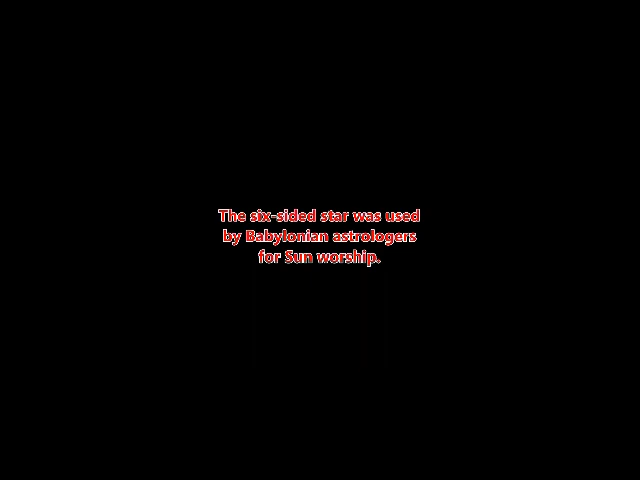 The six-sided star was used
by Babylonian astrologers
for Sun worship.